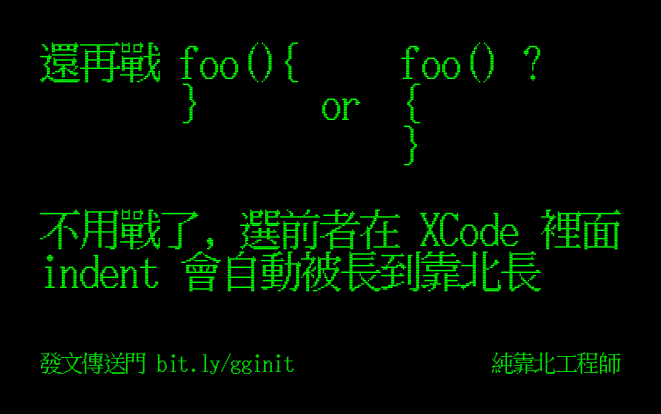 還再戰 foo(){ foo() ?
} or {
}
不用戰了, 選前者在 XCode 裡面
indent 會自動被長到靠北長
發文傳送門 bit.ly/gginit 純靠北工程師